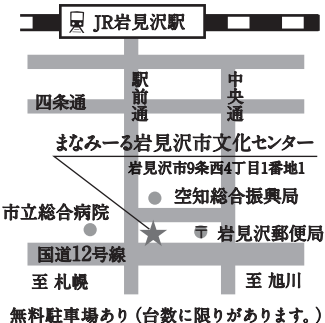 JR岩見沢駅
駅前通
中央通
四条通
まなみーる岩見沢市文化センター
岩見沢市9条西4丁目1番地1
空知総合振興局
市立総合病院
〒 岩見沢郵便局
国道12号線
至 札幌
至 旭川
無料駐車場あり(台数に限りがあります。)